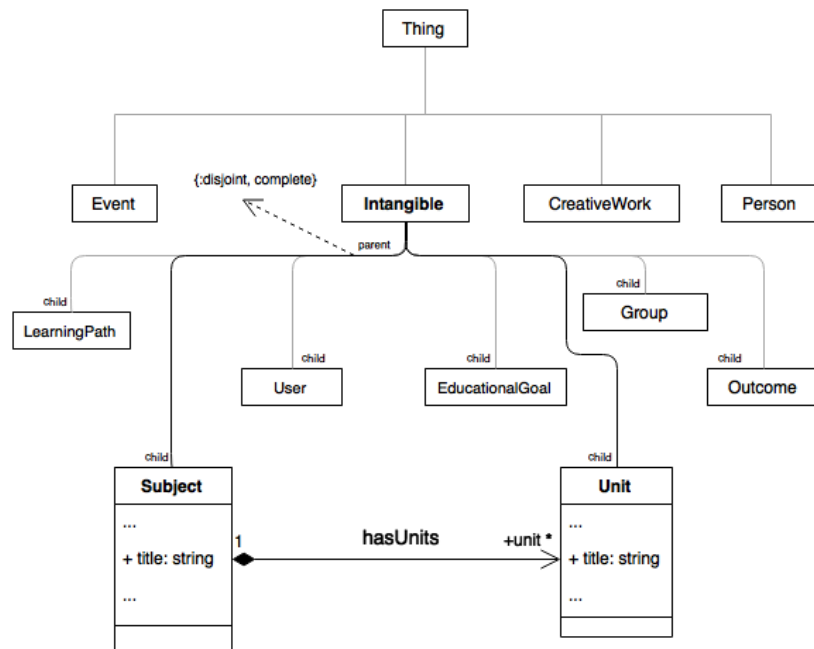 Thing
Event
{:disjoint, complete}
Intangible
CreativeWork
Person
parent
child
LearningPath
child
User
child
EducationalGoal
child
Group
child
Outcome
child
Subject
...
+ title: string
...
1
hasUnits
+unit *
child
Unit
...
+ title: string
...